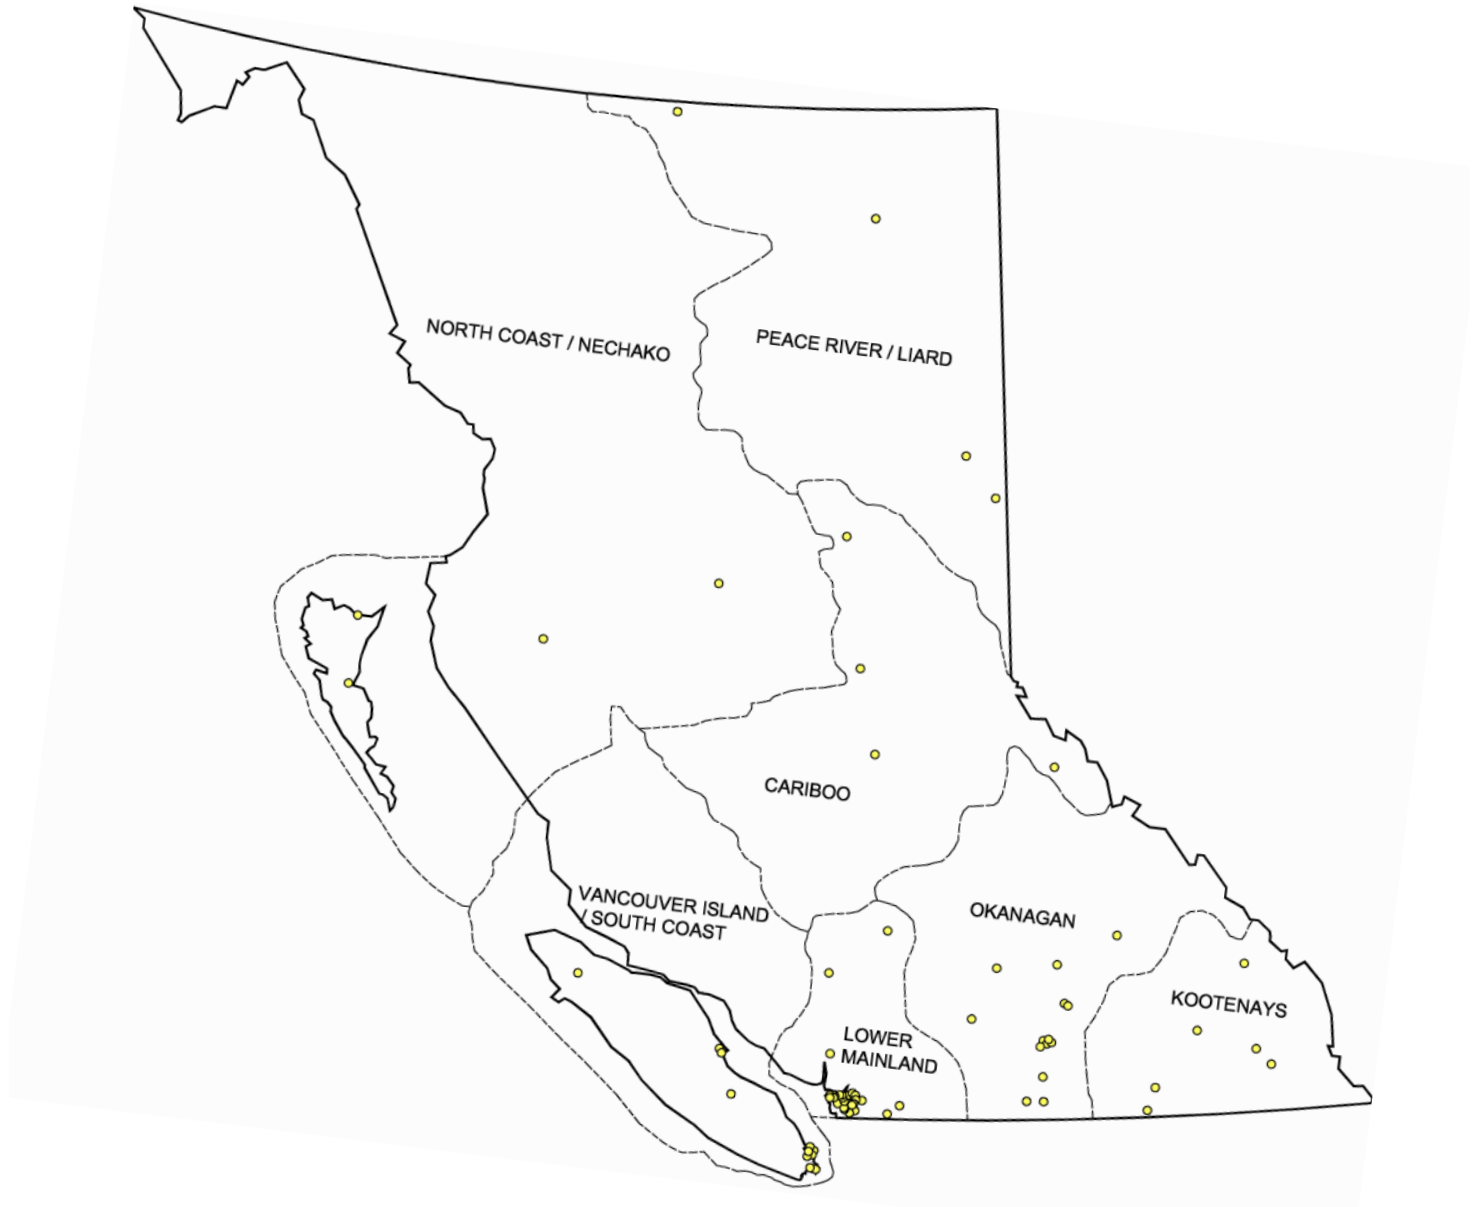 NORTH COAST / NECHAKO
PEACE RIVER / LIARD
CARIBOO
VANCOUVER ISLAND
/ SOUTH COAST
OKANAGAN
KOOTENAYS
LOWER
MAINLAND